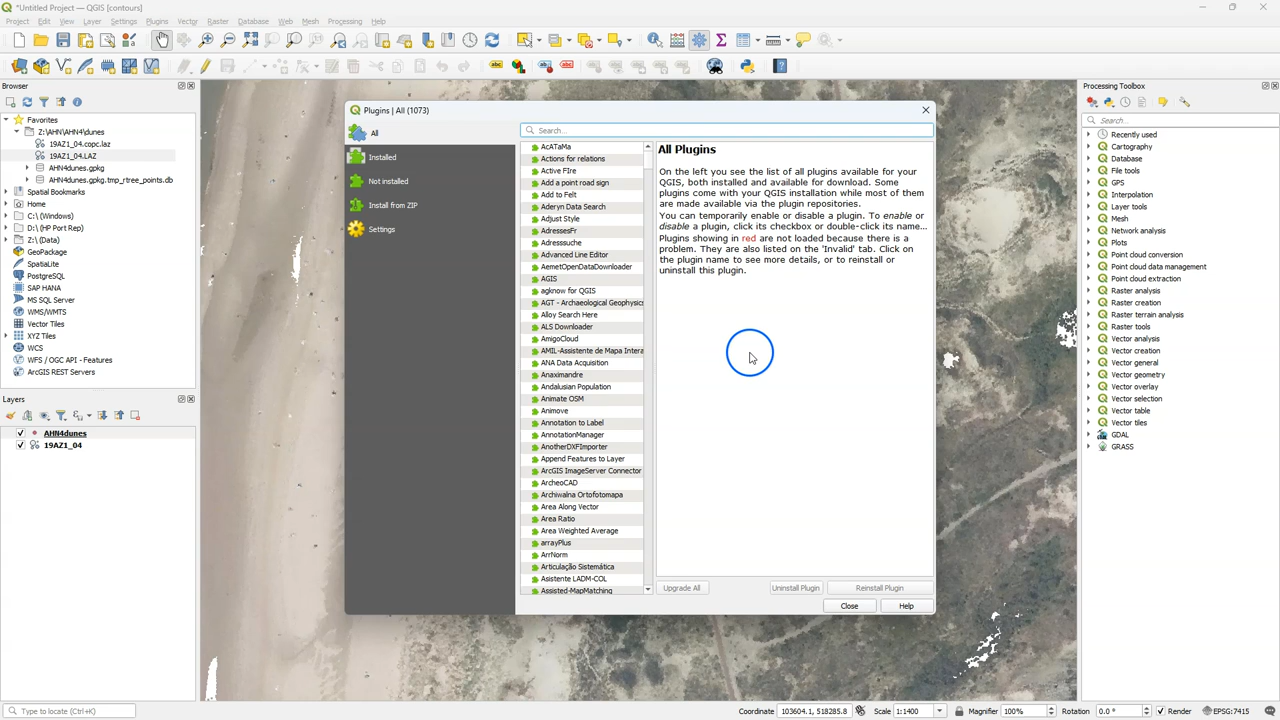 *Untitled Project — QGIS [contours]
Project Edit View Layer Settings Plugins Vector Raster Database Web Mesh Processing Help
Browser
Favorites
Z:\AHN\AHN4\dunes
19AZ1_04.copc.laz
19AZ1_04.LAZ
AHN4dunes.gpkg
AHN4dunes.gpkg.tmp_rtree_points.db
Spatial Bookmarks
Home
C:\ (Windows)
D:\ (HP Port Rep)
Z:\ (Data)
GeoPackage
SpatiaLite
PostgreSQL
SAP HANA
MS SQL Server
WMS/WMTS
Vector Tiles
XYZ Tiles
WCS
WFS / OGC API - Features
ArcGIS REST Servers
Layers
AHN4dunes
19AZ1_04
Plugins | All (1073)
All
Installed
Not installed
Install from ZIP
Settings
Search...
AcATaMa
Actions for relations
Active FIre
Add a point road sign
Add to Felt
Aderyn Data Search
Adjust Style
AdressesFr
Adresssuche
Advanced Line Editor
AemetOpenDataDownloader
AGIS
agknow for QGIS
AGT - Archaeological Geophysics
Alloy Search Here
ALS Downloader
AmigoCloud
AMIL-Assistente de Mapa Intera
ANA Data Acquisition
Anaximandre
Andalusian Population
Animate OSM
Animove
Annotation to Label
AnnotationManager
AnotherDXFImporter
Append Features to Layer
ArcGIS ImageServer Connector
ArcheoCAD
Archiwalna Ortofotomapa
Area Along Vector
Area Ratio
Area Weighted Average
arrayPlus
ArrNorm
Articulação Sistemática
Asistente LADM-COL
Assisted-MapMatching
All Plugins
On the left you see the list of all plugins available for your
QGIS, both installed and available for download. Some
plugins come with your QGIS installation while most of them
are made available via the plugin repositories.
You can temporarily enable or disable a plugin. To enable or
disable a plugin, click its checkbox or double-click its name...
Plugins showing in red are not loaded because there is a
problem. They are also listed on the 'Invalid' tab. Click on
the plugin name to see more details, or to reinstall or
uninstall this plugin.
Upgrade All Uninstall Plugin Reinstall Plugin
Close Help
Processing Toolbox
Search...
Recently used
Cartography
Database
File tools
GPS
Interpolation
Layer tools
Mesh
Network analysis
Plots
Point cloud conversion
Point cloud data management
Point cloud extraction
Raster analysis
Raster creation
Raster terrain analysis
Raster tools
Vector analysis
Vector creation
Vector general
Vector geometry
Vector overlay
Vector selection
Vector table
Vector tiles
GDAL
GRASS
Type to locate (Ctrl+K) Coordinate 103604.1, 518285.8 Scale 1:1400 Magnifier 100% Rotation 0.0 ° Render EPSG:7415